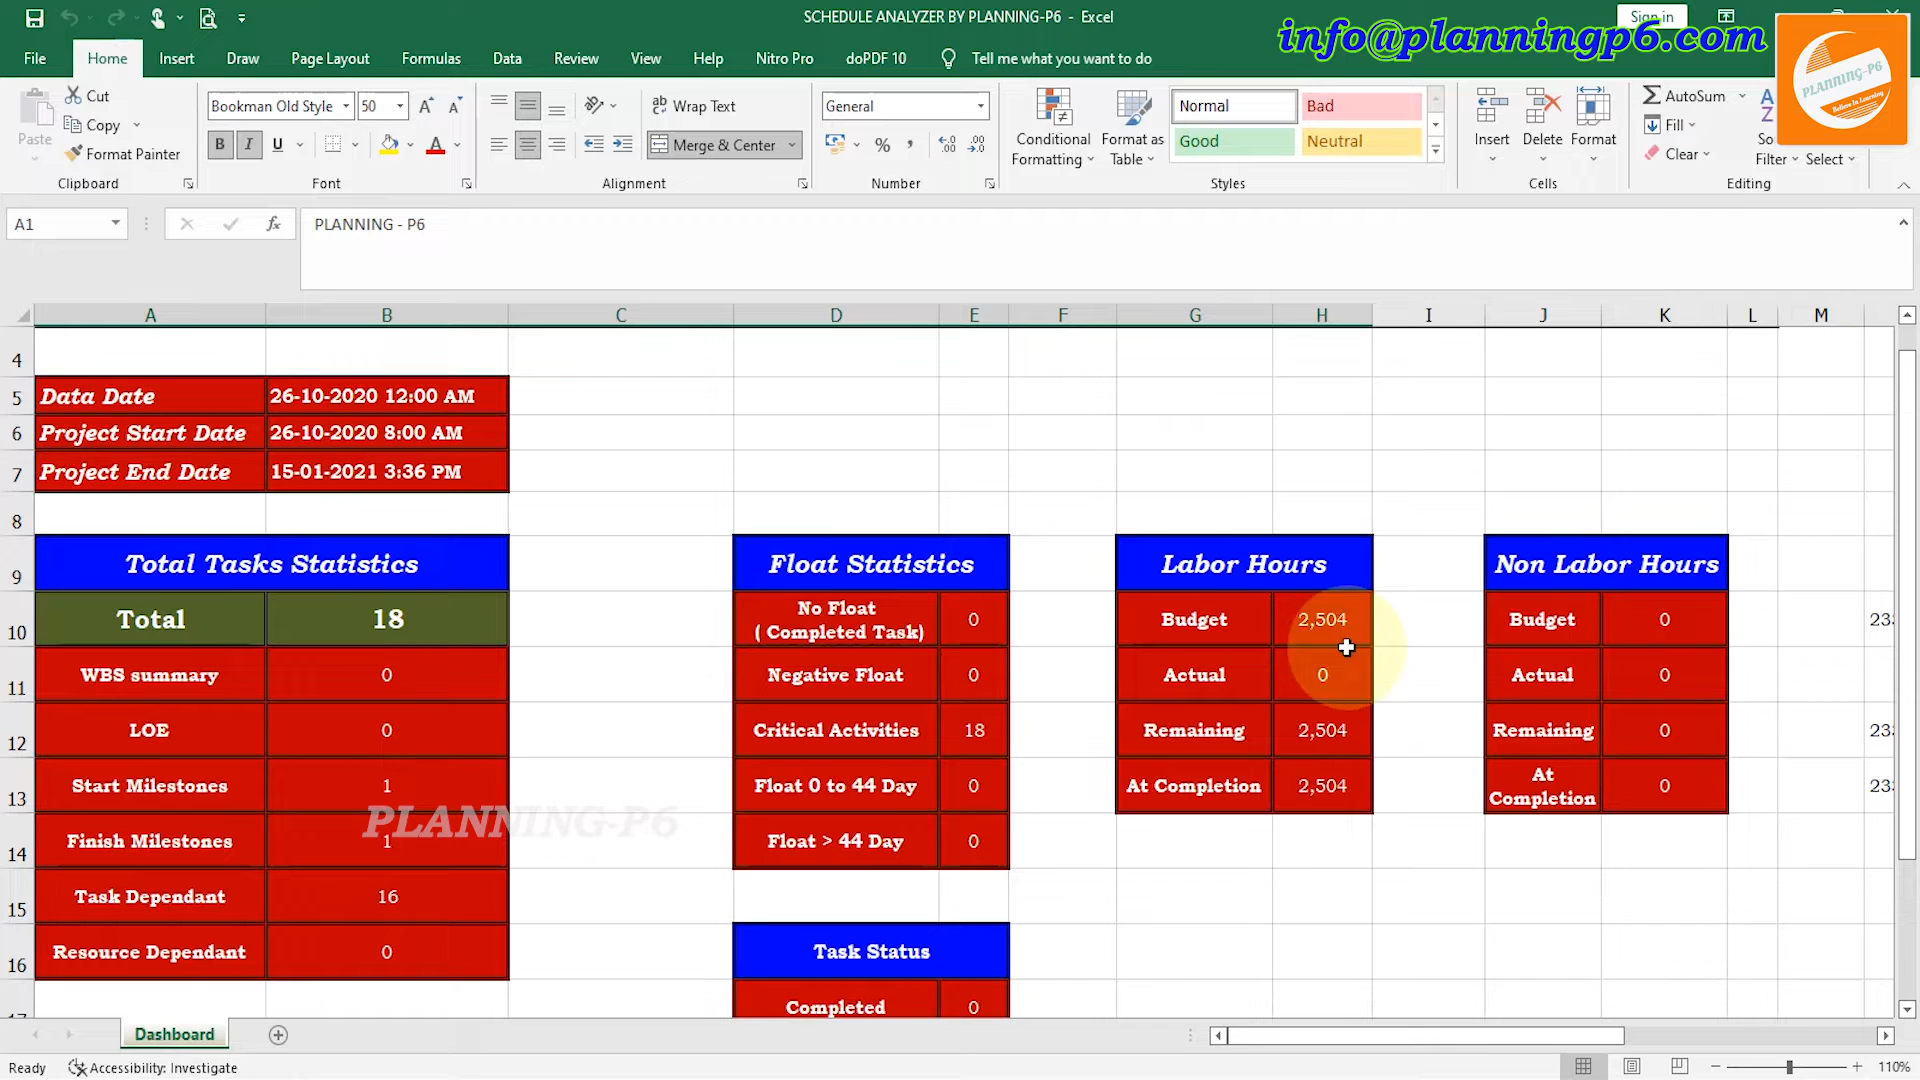 SCHEDULE ANALYZER BY PLANNING-P6 - Excel
Sign in
info@planningp6.com
PLANNING-P6
Believe In Learning
File Home Insert Draw Page Layout Formulas Data Review View Help Nitro Pro doPDF 10 Tell me what you want to do
Paste
Cut
Copy
Format Painter
Clipboard
Bookman Old Style 50
B I U
Font
Wrap Text
Merge & Center
Alignment
General
Number
Conditional
Formatting
Format as
Table
Normal Bad
Good Neutral
Styles
Insert Delete Format
Cells
AutoSum
Fill
Clear
So
Filter Select
Editing
A1 fx PLANNING - P6
A B C D E F G H I J K L M
4
5 Data Date 26-10-2020 12:00 AM
6 Project Start Date 26-10-2020 8:00 AM
7 Project End Date 15-01-2021 3:36 PM
8
9 Total Tasks Statistics Float Statistics Labor Hours Non Labor Hours
10 Total 18 No Float
( Completed Task) 0 Budget 2,504 Budget 0
11 WBS summary 0 Negative Float 0 Actual 0 Actual 0
12 LOE 0 Critical Activities 18 Remaining 2,504 Remaining 0
13 Start Milestones 1 Float 0 to 44 Day 0 At Completion 2,504 At
Completion 0
14 Finish Milestones 1 Float > 44 Day 0
PLANNING-P6
15 Task Dependant 16
16 Resource Dependant 0 Task Status
Completed 0
Dashboard
Ready Accessibility: Investigate 110%